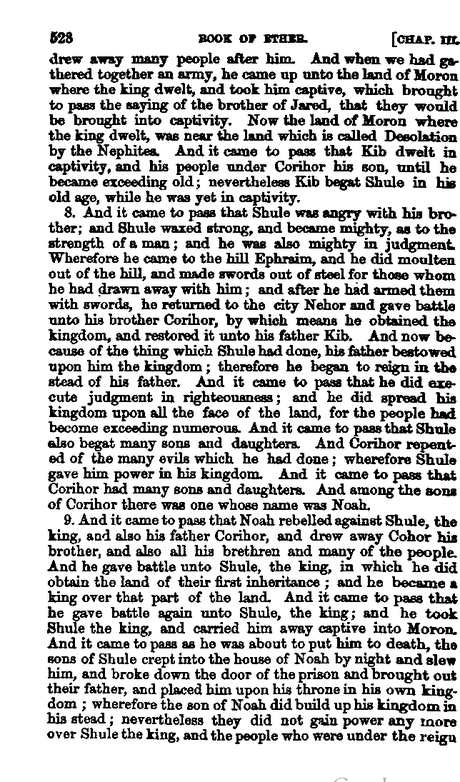 528 BOOK OF ETHER. [CHAP. III.
drew away many people after him. And when we had ga-
thered together an army, he came up unto the land of Moron
where the king dwelt, and took him captive, which brought
to pass the saying of the brother of Jared, that they would
be brought into captivity. Now the land of Moron where
the king dwelt, was near the land which is called Desolation
by the Nephites. And it came to pass that Kib dwelt in
captivity, and his people under Corihor his son, until he
became exceeding old; nevertheless Kib begat Shule in his
old age, while he was yet in captivity.
8. And it came to pass that Shule was angry with his bro-
ther; and Shule waxed strong, and became mighty, as to the
strength of a man; and he was also mighty in judgment.
Wherefore he came to the hill Ephraim, and he did moulten
out of the hill, and made swords out of steel for those whom
he had drawn away with him; and after he had armed them
with swords, he returned to the city Nehor and gave battle
unto his brother Corihor, by which means he obtained the
kingdom, and restored it unto his father Kib. And now be-
cause of the thing which Shule had done, his father bestowed
upon him the kingdom; therefore he began to reign in the
stead of his father. And it came to pass that he did exe-
cute judgment in righteousness; and he did spread his
kingdom upon all the face of the land, for the people had
become exceeding numerous. And it came to pass that Shule
also begat many sons and daughters. And Corihor repent-
ed of the many evils which he had done; wherefore Shule
gave him power in his kingdom. And it came to pass that
Corihor had many sons and daughters. And among the sons
of Corihor there was one whose name was Noah.
9. And it came to pass that Noah rebelled against Shule, the
king, and also his father Corihor, and drew away Cohor his
brother, and also all his brethren and many of the people.
And he gave battle unto Shule, the king, in which he did
obtain the land of their first inheritance; and he became a
king over that part of the land. And it came to pass that
he gave battle again unto Shule, the king; and he took
Shule the king, and carried him away captive into Moron.
And it came to pass as he was about to put him to death, the
sons of Shule crept into the house of Noah by night and slew
him, and broke down the door of the prison and brought out
their father, and placed him upon his throne in his own king-
dom; wherefore the son of Noah did build up his kingdom in
his stead; nevertheless they did not gain power any more
over Shule the king, and the people who were under the reign